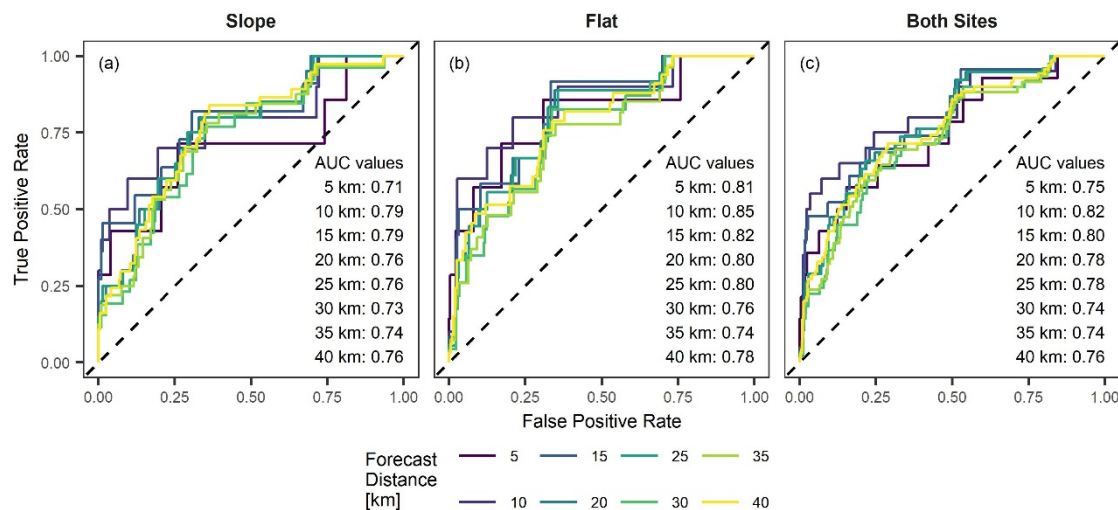 Slope
Flat
Both Sites
(a)
AUC values
5 km: 0.71
10 km: 0.79
15 km: 0.79
20 km: 0.76
25 km: 0.76
30 km: 0.73
35 km: 0.74
40 km: 0.76
(b)
AUC values
5 km: 0.81
10 km: 0.85
15 km: 0.82
20 km: 0.80
25 km: 0.80
30 km: 0.76
35 km: 0.74
40 km: 0.78
(c)
AUC values
5 km: 0.75
10 km: 0.82
15 km: 0.80
20 km: 0.78
25 km: 0.78
30 km: 0.74
35 km: 0.74
40 km: 0.76
True Positive Rate
1.00
0.75
0.50
0.25
0.00
0.00 0.25 0.50 0.75 1.00
0.00 0.25 0.50 0.75 1.00
0.00 0.25 0.50 0.75 1.00
False Positive Rate
Forecast
Distance
[km]
5 15 25 35
10 20 30 40